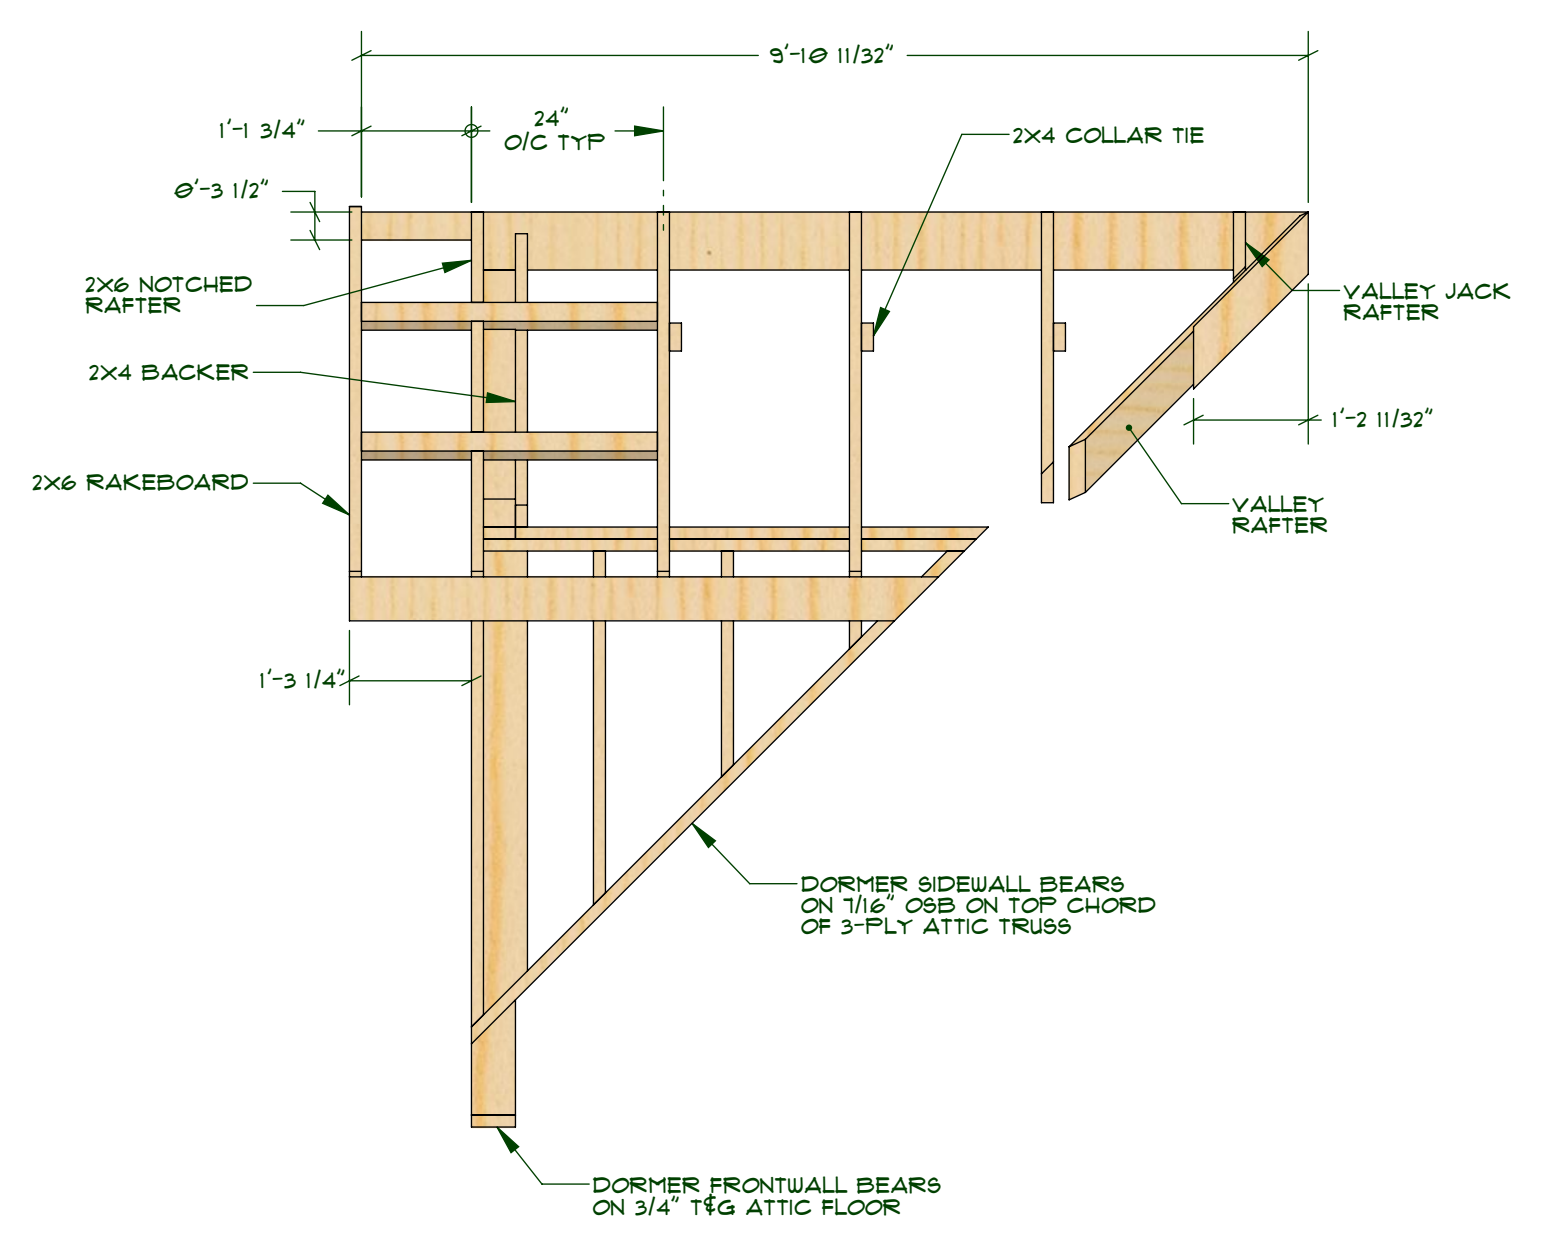 9'-10 11/32"
1'-1 3/4"
24"
O/C TYP
2X4 COLLAR TIE
0'-3 1/2"
2X6 NOTCHED
RAFTER
VALLEY JACK
RAFTER
2X4 BACKER
1'-2 11/32"
2X6 RAKEBOARD
VALLEY
RAFTER
1'-3 1/4"
DORMER SIDEWALL BEARS
ON 7/16" OSB ON TOP CHORD
OF 3-PLY ATTIC TRUSS
DORMER FRONTWALL BEARS
ON 3/4" T&G ATTIC FLOOR